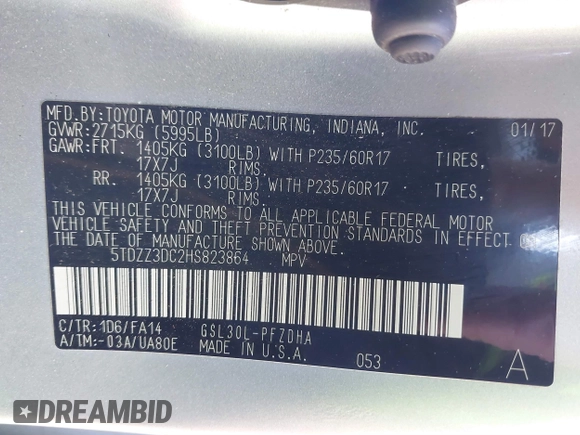 MFD.BY:TOYOTA MOTOR MANUFACTURING, INDIANA, INC. 01/17
GVWR:2715KG (5995LB)
GAWR:FRT. 1405KG (3100LB) WITH P235/60R17 TIRES,
17X7J RIMS.
RR. 1405KG (3100LB) WITH P235/60R17 TIRES,
17X7J RIMS.
THIS VEHICLE CONFORMS TO ALL APPLICABLE FEDERAL MOTOR
VEHICLE SAFETY AND THEFT PREVENTION STANDARDS IN EFFECT ON
THE DATE OF MANUFACTURE SHOWN ABOVE.
5TDZZ3DC2HS823864 MPV
C/TR:1D6/FA14 GSL30L-PFZDHA
A/TM:-03A/UA80E MADE IN U.S.A. 053 A
DREAMBID